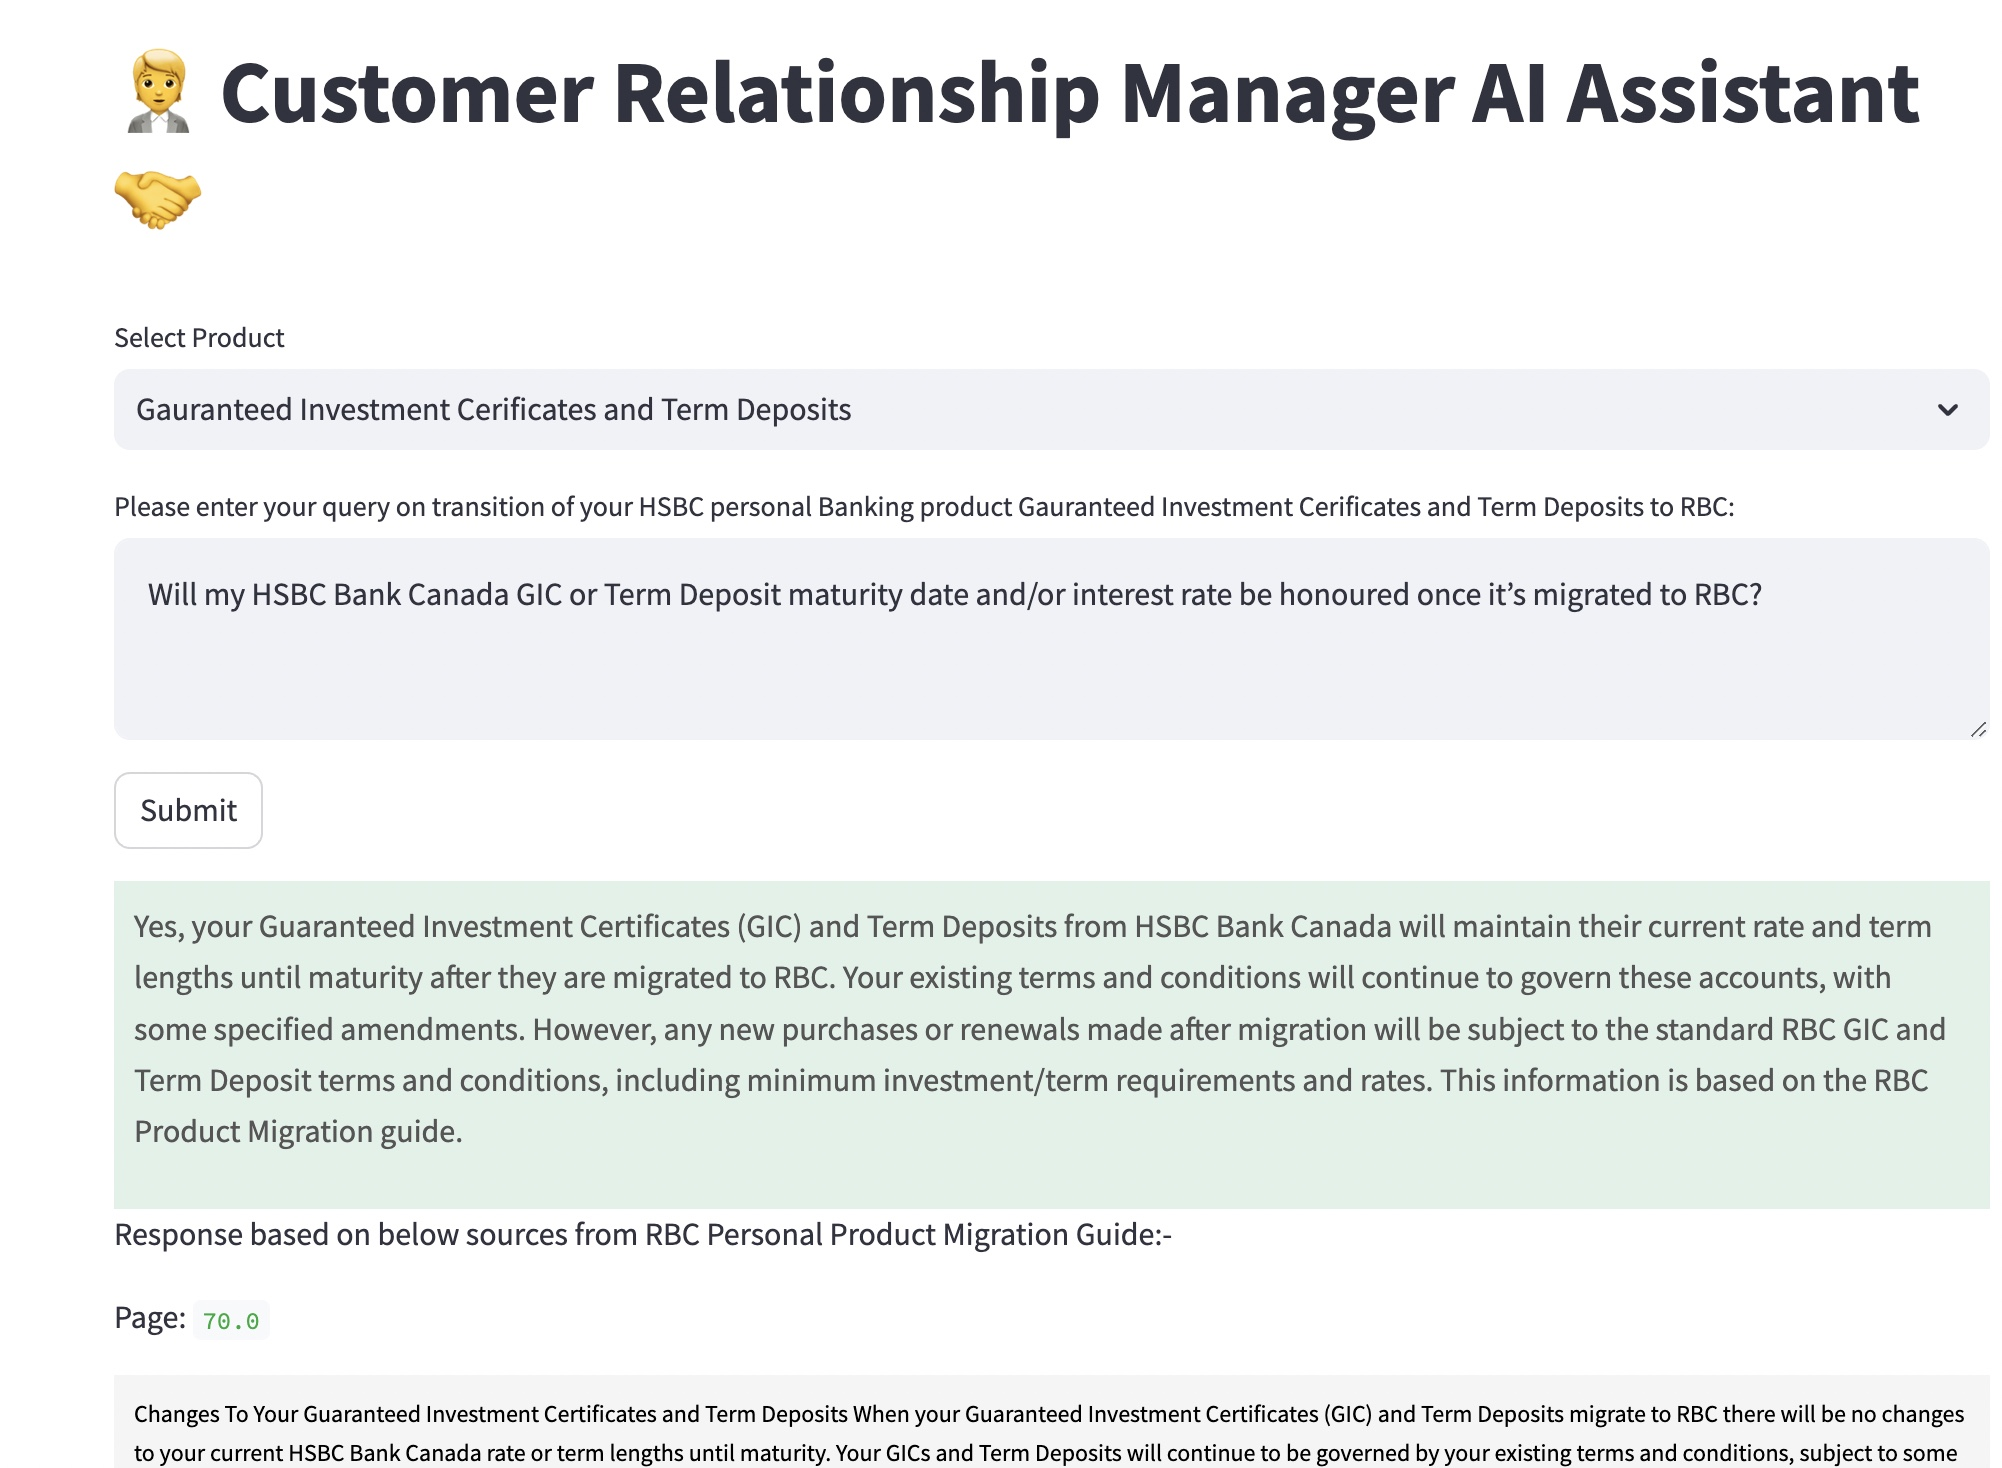 Customer Relationship Manager AI Assistant
Select Product
Gauranteed Investment Cerificates and Term Deposits
Please enter your query on transition of your HSBC personal Banking product Gauranteed Investment Cerificates and Term Deposits to RBC:
Will my HSBC Bank Canada GIC or Term Deposit maturity date and/or interest rate be honoured once it’s migrated to RBC?
Submit
Yes, your Guaranteed Investment Certificates (GIC) and Term Deposits from HSBC Bank Canada will maintain their current rate and term
lengths until maturity after they are migrated to RBC. Your existing terms and conditions will continue to govern these accounts, with
some specified amendments. However, any new purchases or renewals made after migration will be subject to the standard RBC GIC and
Term Deposit terms and conditions, including minimum investment/term requirements and rates. This information is based on the RBC
Product Migration guide.
Response based on below sources from RBC Personal Product Migration Guide:-
Page: 70.0
Changes To Your Guaranteed Investment Certificates and Term Deposits When your Guaranteed Investment Certificates (GIC) and Term Deposits migrate to RBC there will be no changes
to your current HSBC Bank Canada rate or term lengths until maturity. Your GICs and Term Deposits will continue to be governed by your existing terms and conditions, subject to some